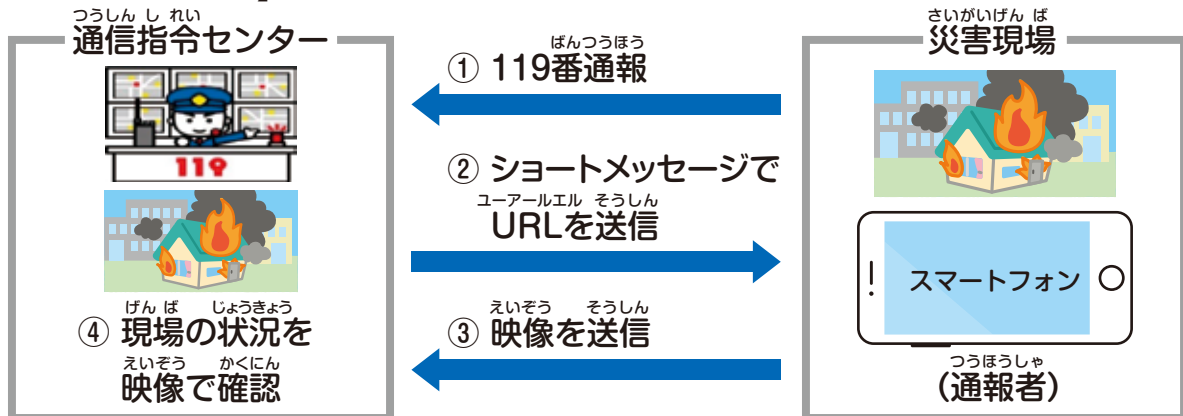 つうしん し れい
通信指令センター
119
④ げん ば じょうきょう
現場の状況を
えいぞう かくにん
映像で確認
ばんつうほう
① 119番通報
② ショートメッセージで
ユーアールエル そうしん
URLを送信
えいぞう そうしん
③ 映像を送信
さいがいげん ば
災害現場
スマートフォン
つうほうしゃ
(通報者)